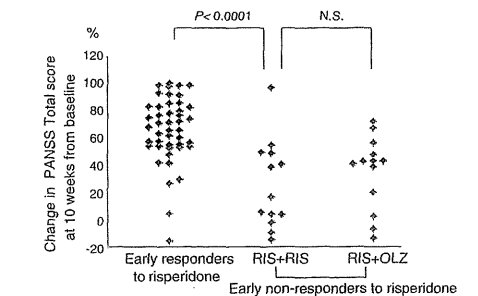 P< 0.0001
N.S.
%
120
100
80
60
40
20
0
-20
Change in PANSS Total score
at 10 weeks from baseline
Early responders
to risperidone
RIS+RIS
RIS+OLZ
Early non-responders to risperidone